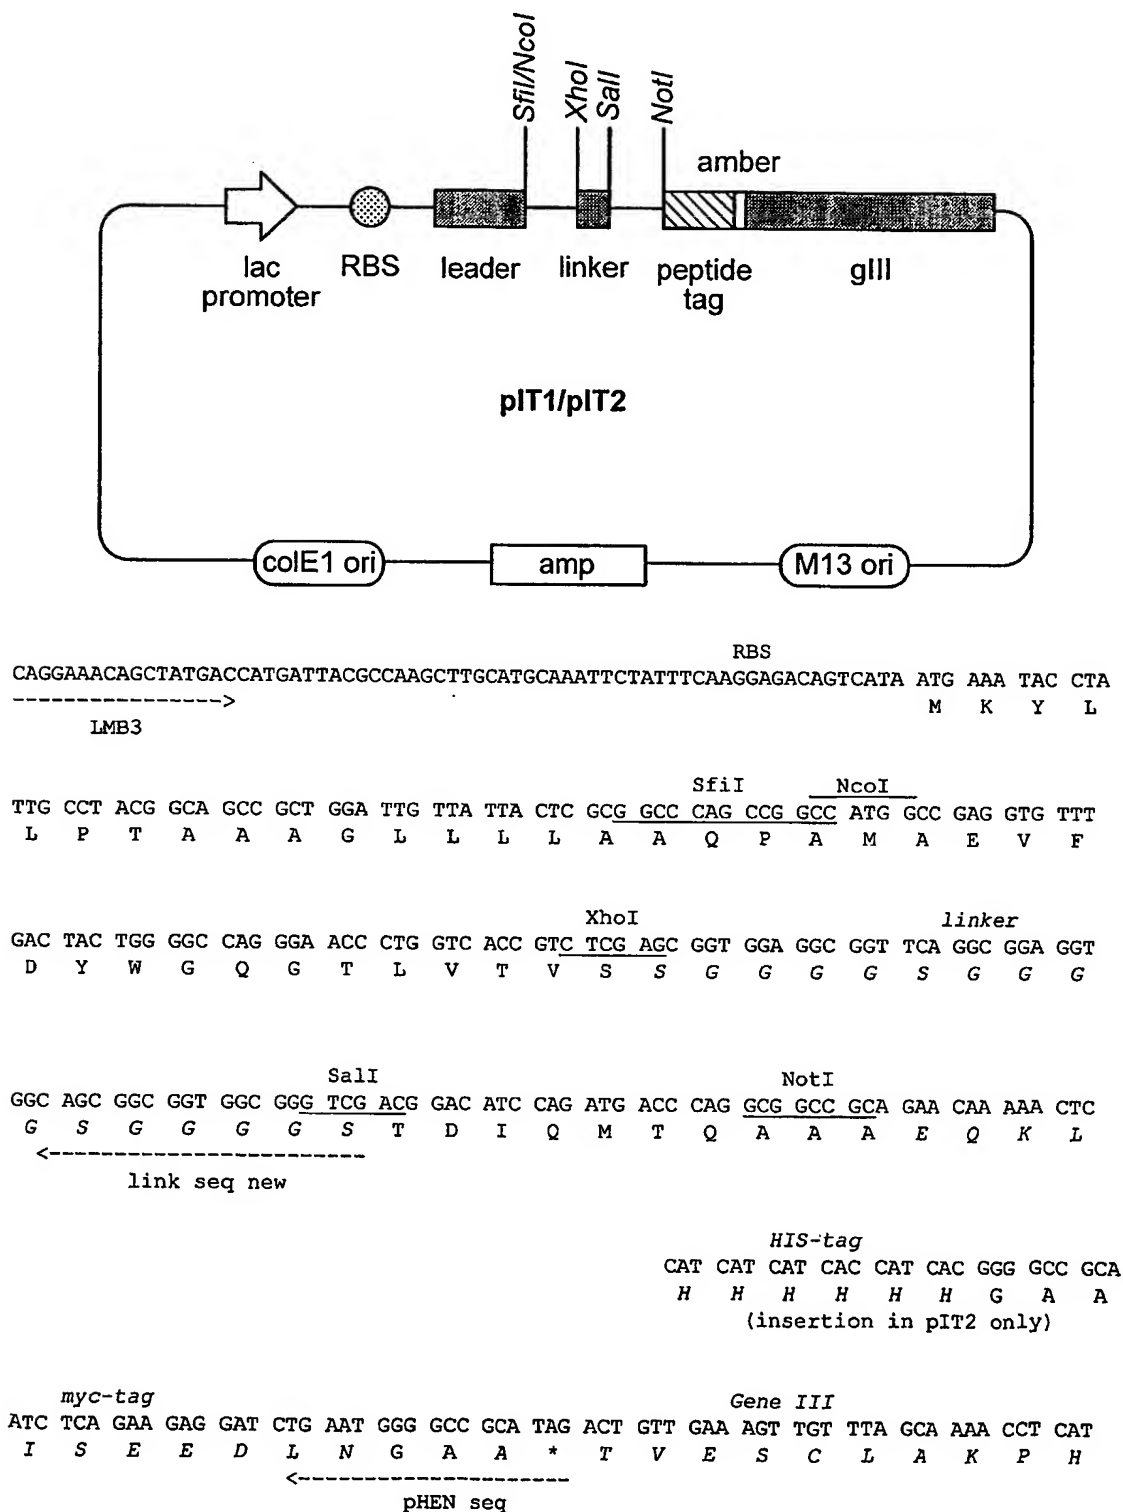 SfiI/NcoI
XhoI
SalI
NotI
amber
lac promoter
RBS
leader
linker
peptide tag
gIII
pIT1/pIT2
colE1 ori
amp
M13 ori
RBS
CAGGAAACAGCTATGACCATGATTACGCCAAGCTTGCATGCAAATTCTATTTCAAGGAGACAGTCATA ATG AAA TAC CTA
M K Y L
---------------->
LMB3
SfiI NcoI
TTG CCT ACG GCA GCC GCT GGA TTG TTA TTA CTC GCG GCC CAG CCG GCC ATG GCC GAG GTG TTT
L P T A A A G L L L L A A Q P A M A E V F
XhoI linker
GAC TAC TGG GGC CAG GGA ACC CTG GTC ACC GTC TCG AGC GGT GGA GGC GGT TCA GGC GGA GGT
D Y W G Q G T L V T V S S G G G G S G G G
SalI NotI
GGC AGC GGC GGT GGC GGG TCG ACG GAC ATC CAG ATG ACC CAG GCG GCC GCA GAA CAA AAA CTC
G S G G G G S T D I Q M T Q A A A E Q K L
<------------------------
link seq new
HIS-tag
CAT CAT CAT CAC CAT CAC GGG GCC GCA
H H H H H H G A A
(insertion in pIT2 only)
myc-tag Gene III
ATC TCA GAA GAG GAT CTG AAT GGG GCC GCA TAG ACT GTT GAA AGT TGT TTA GCA AAA CCT CAT
I S E E D L N G A A * T V E S C L A K P H
<---------------------
pHEN seq